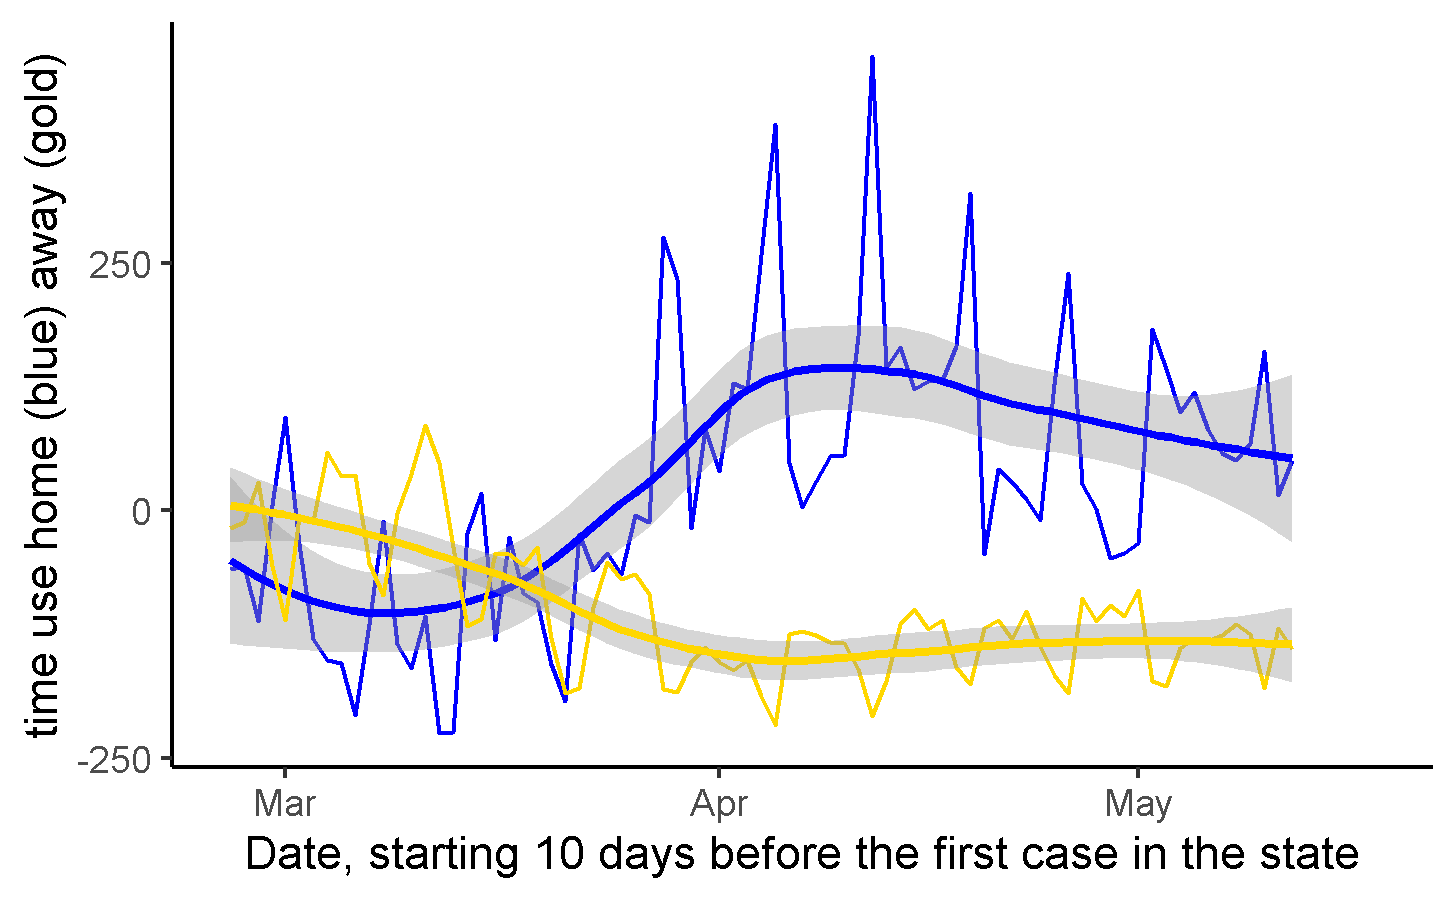 time use home (blue) away (gold)
250
0
-250
Mar Apr May
Date, starting 10 days before the first case in the state